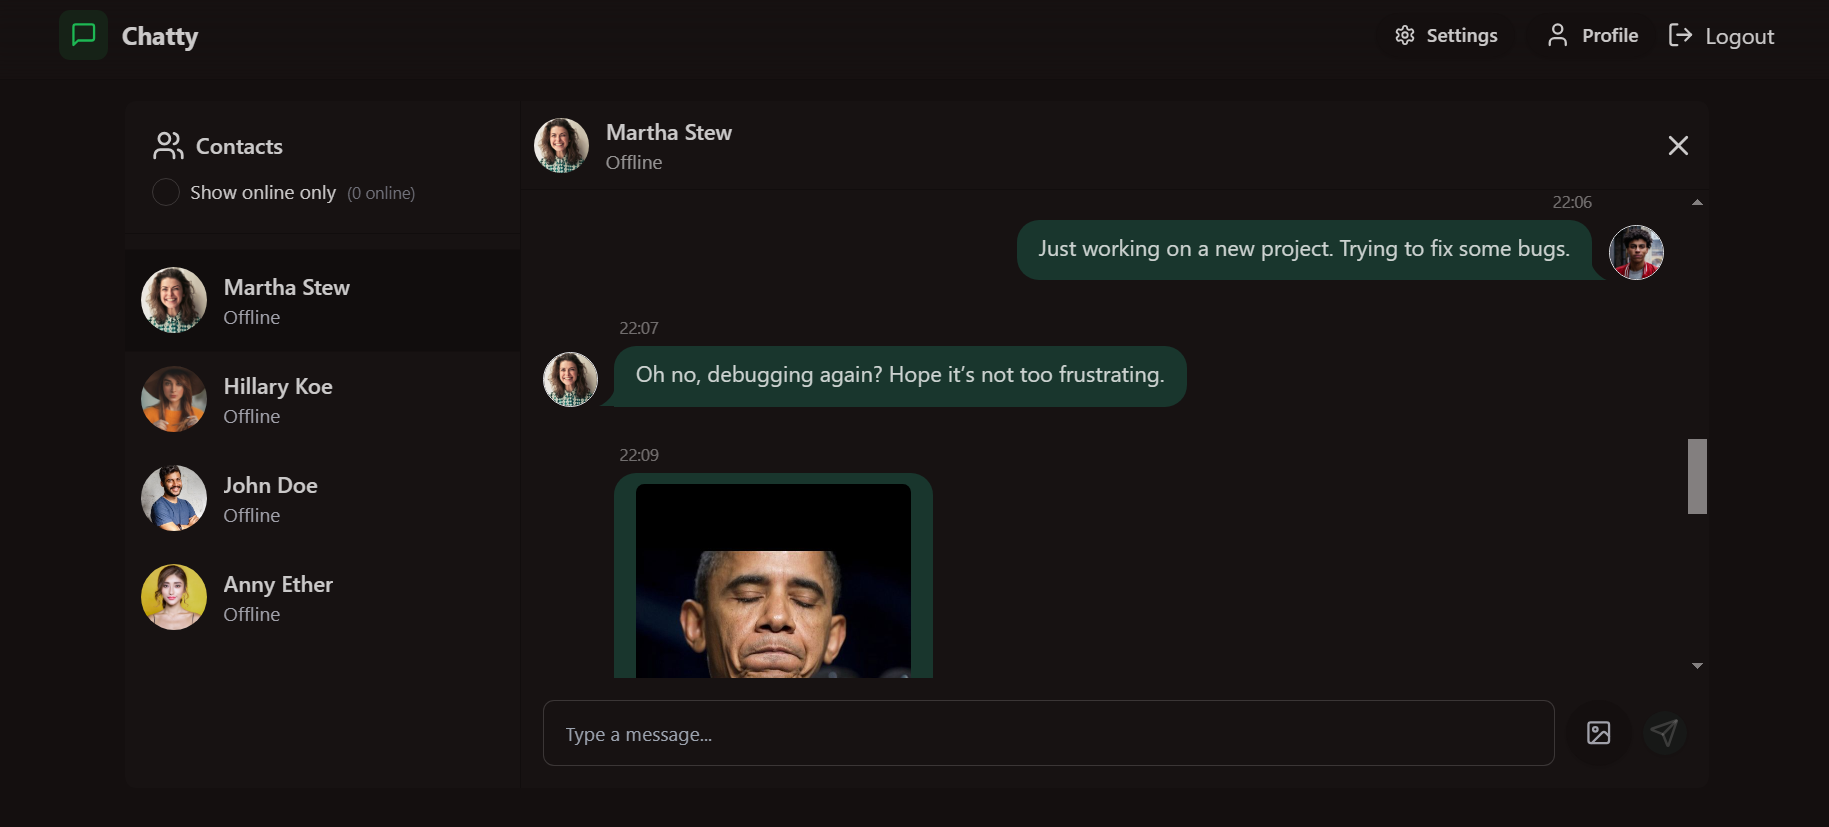 Chatty
Settings
Profile
Logout
Contacts
Show online only (0 online)
Martha Stew
Offline
Hillary Koe
Offline
John Doe
Offline
Anny Ether
Offline
Martha Stew
Offline
22:06
Just working on a new project. Trying to fix some bugs.
22:07
Oh no, debugging again? Hope it’s not too frustrating.
22:09
Type a message...